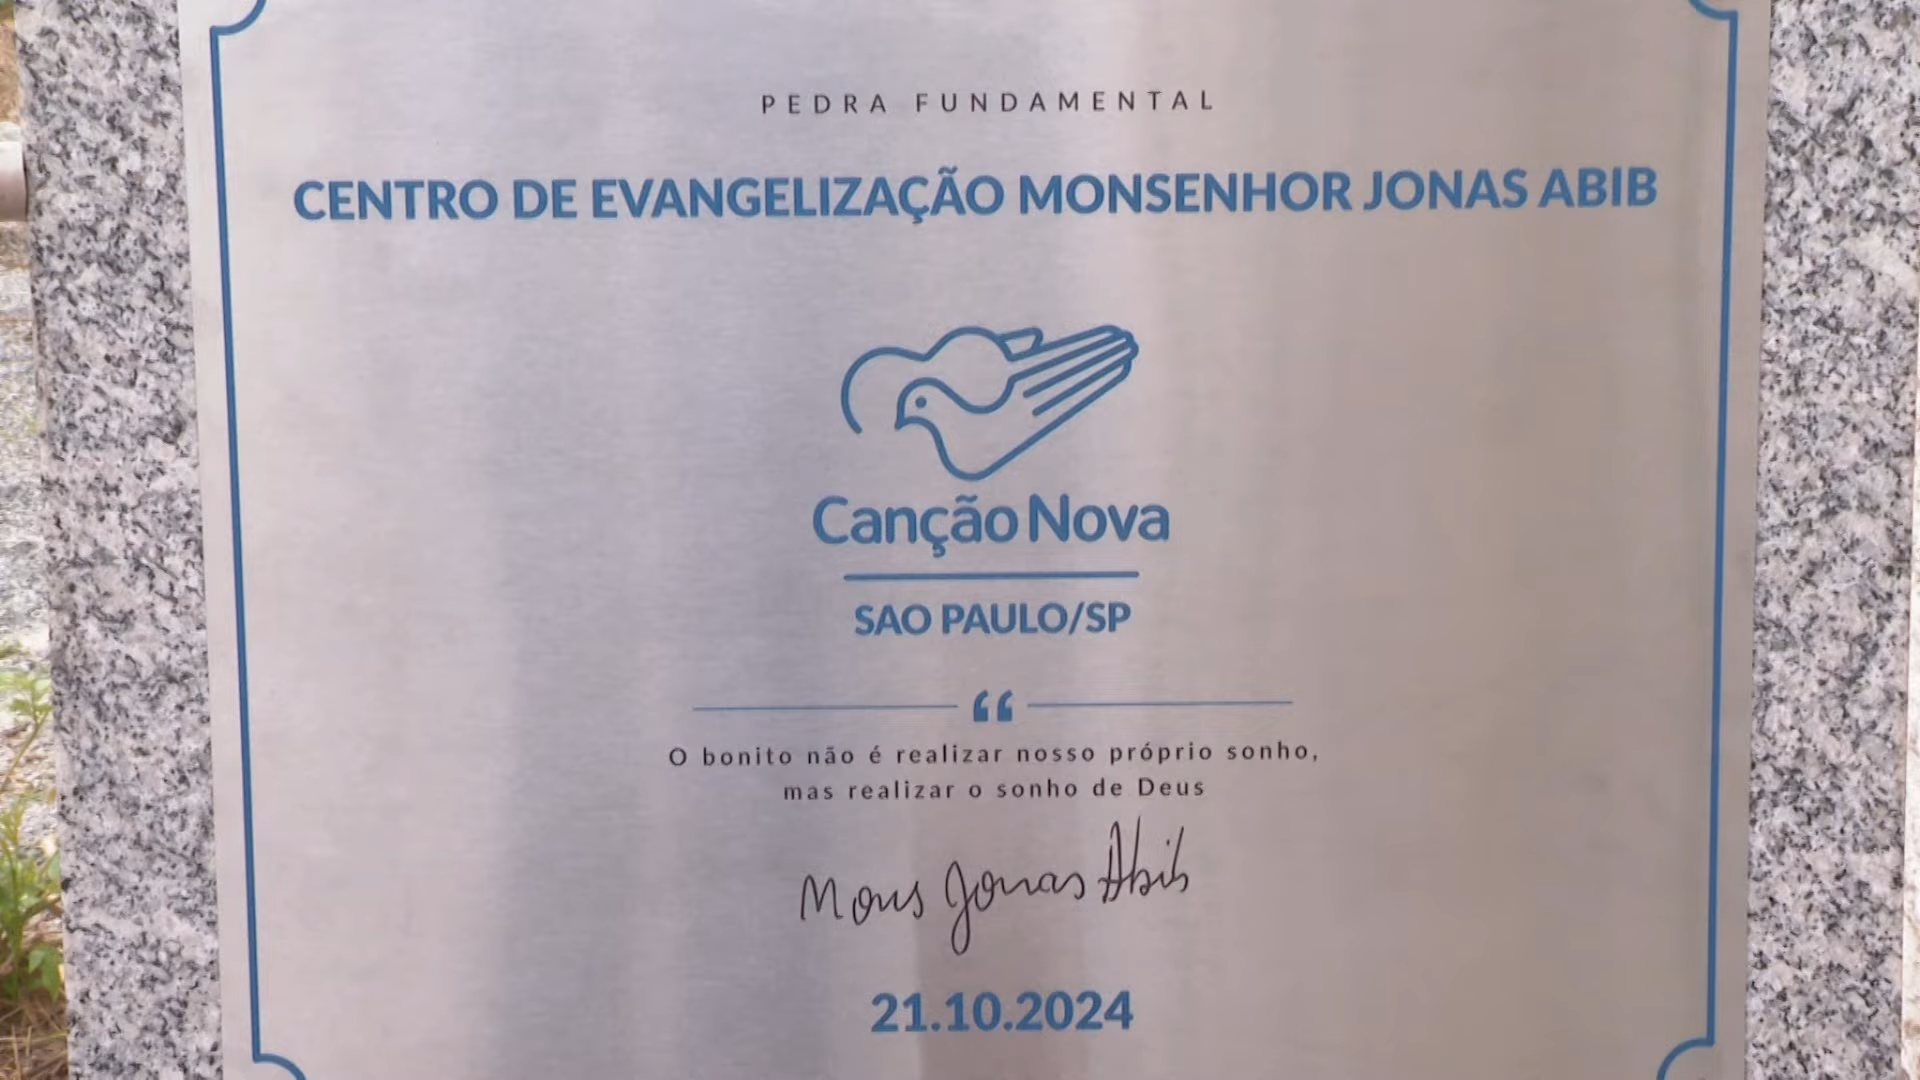 PEDRA FUNDAMENTAL
CENTRO DE EVANGELIZAÇÃO MONSENHOR JONAS ABIB
Canção Nova
SAO PAULO/SP
“
O bonito não é realizar nosso próprio sonho,
mas realizar o sonho de Deus
Mons Jonas Abib
21.10.2024